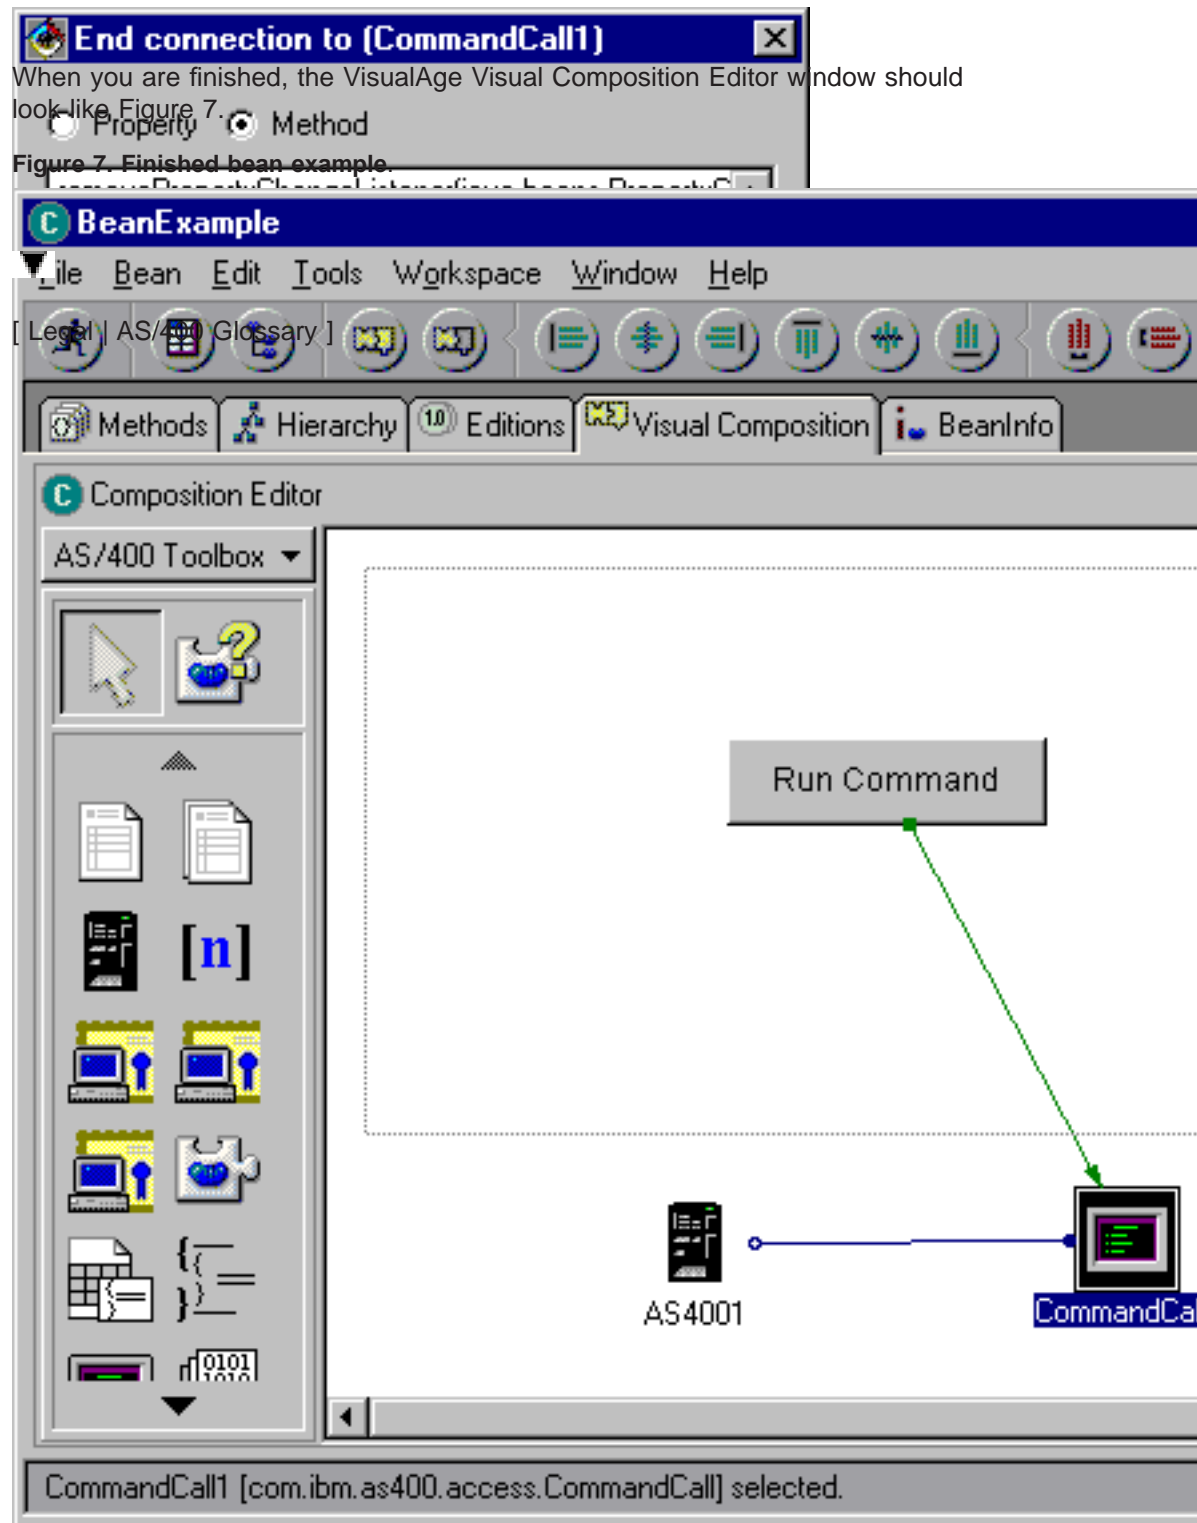 End connection to (CommandCall1)
When you are finished, the VisualAge Visual Composition Editor window should
look like Figure 7.
Property Method
Figure 7. Finished bean example.
BeanExample
File Bean Edit Tools Workspace Window Help
[ Legal | AS/400 Glossary ]
Methods Hierarchy 1.0 Editions Visual Composition BeanInfo
Composition Editor
AS/400 Toolbox
Run Command
[n]
AS4001
CommandCal
0101
1010
CommandCall1 [com.ibm.as400.access.CommandCall] selected.